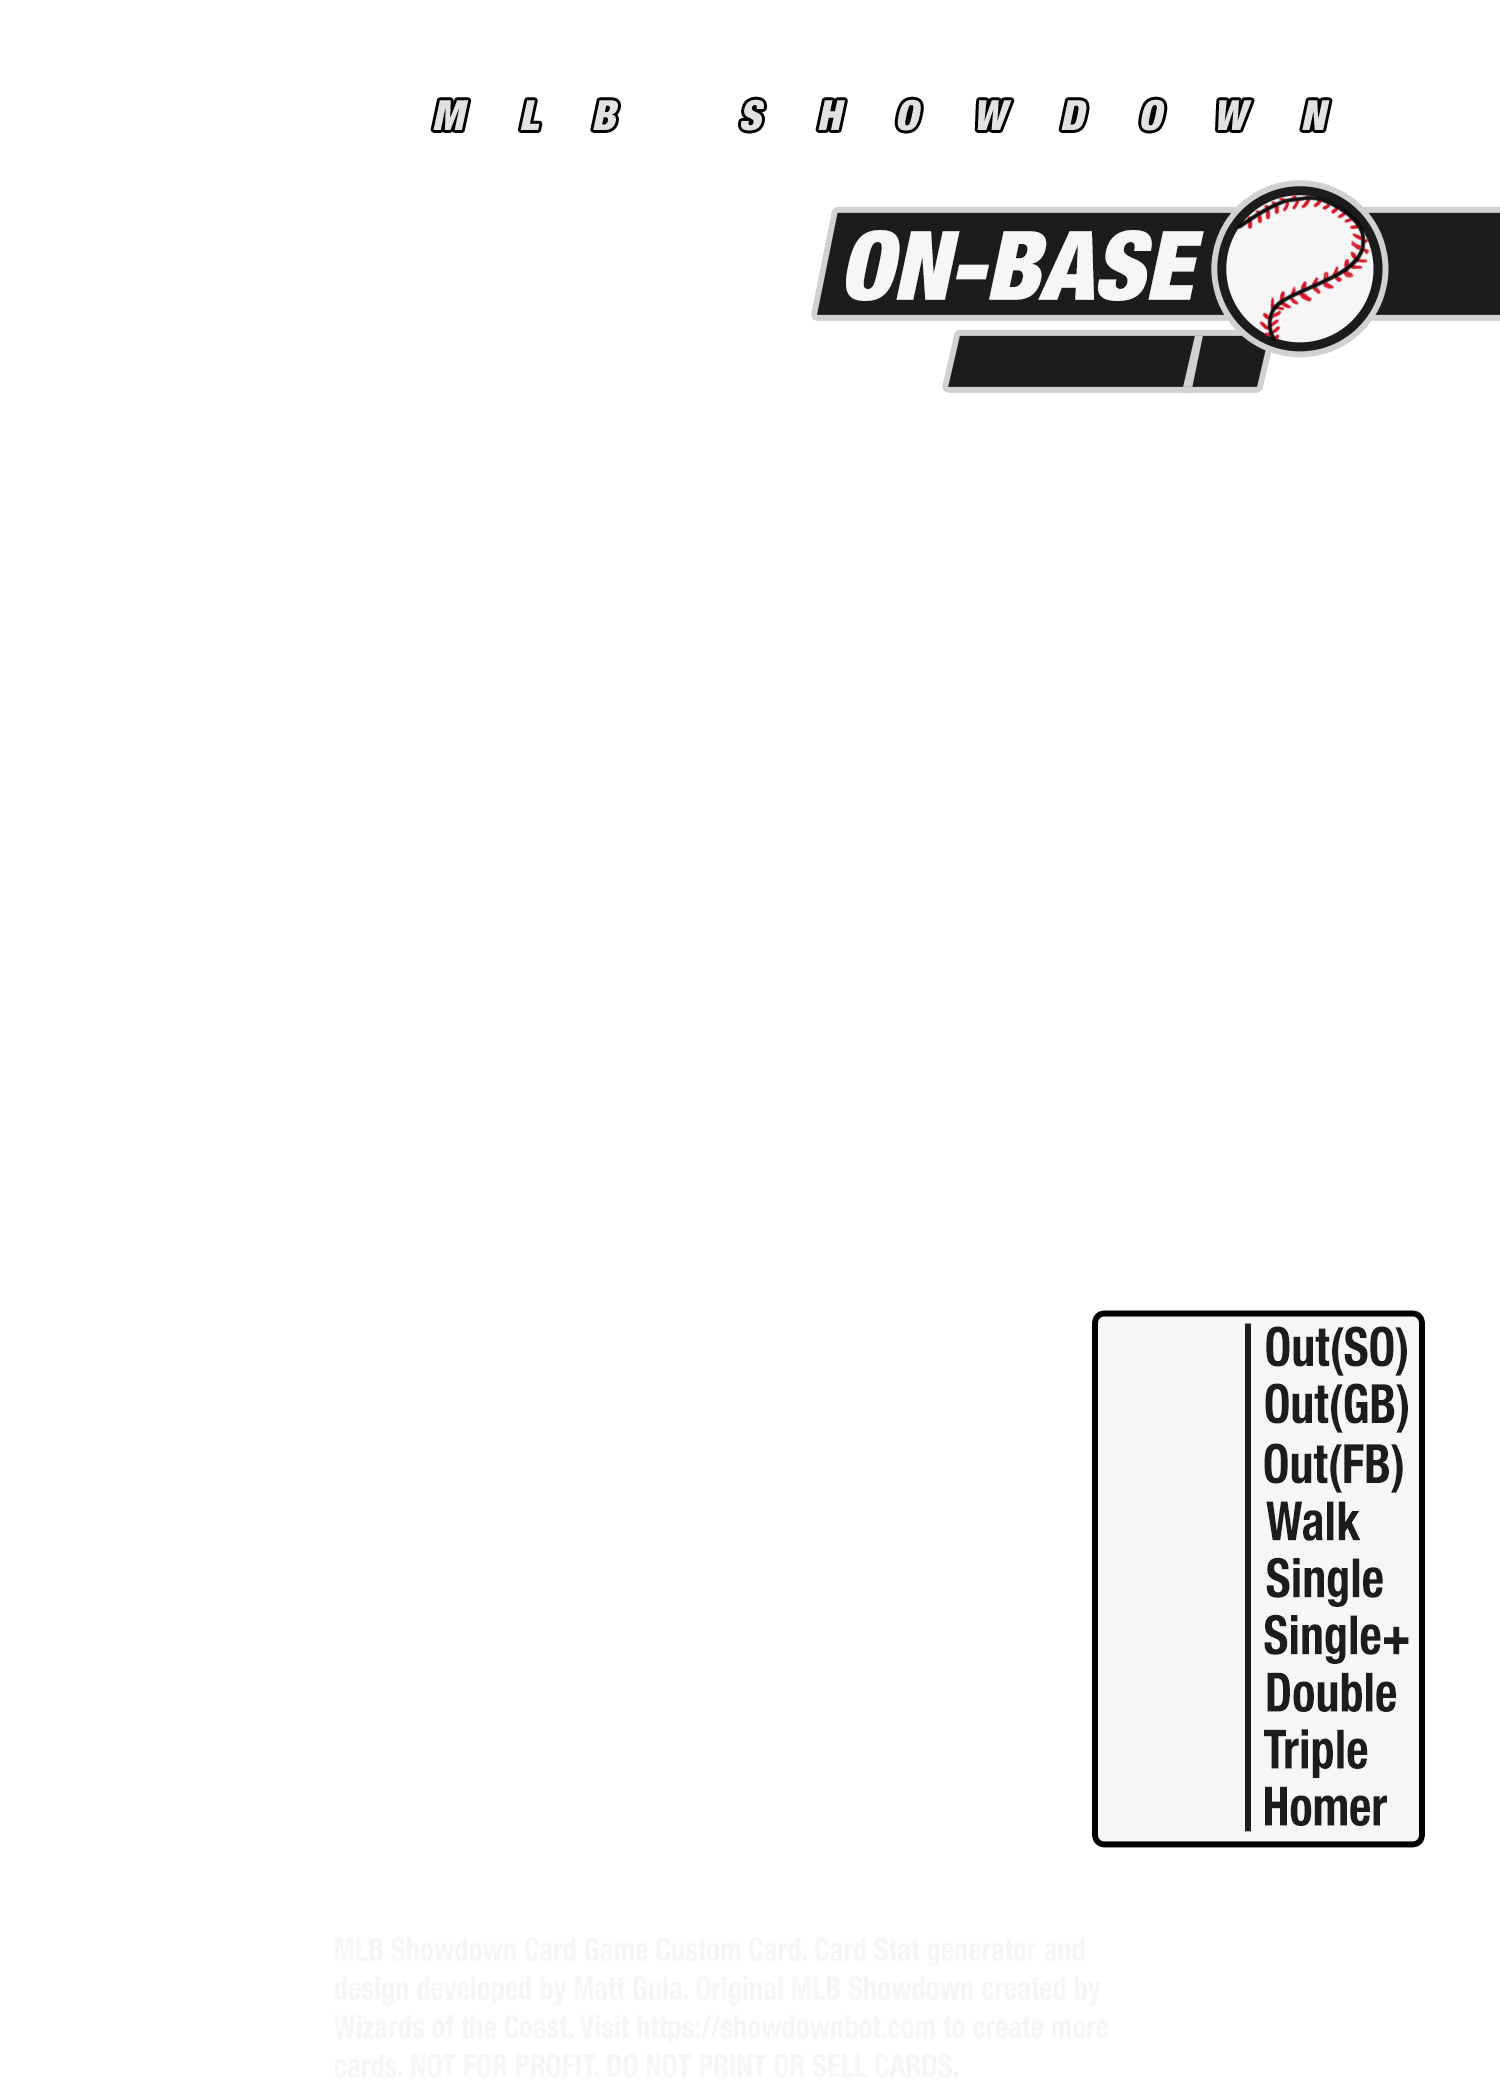 MLB SHOWDOWN
ON-BASE
Out(SO)
Out(GB)
Out(FB)
Walk
Single
Single+
Double
Triple
Homer
MLB Showdown Card Game Custom Card. Card Stat generator and
design developed by Matt Gula. Original MLB Showdown created by
Wizards of the Coast. Visit https://showdownbot.com to create more
cards. NOT FOR PROFIT. DO NOT PRINT OR SELL CARDS.